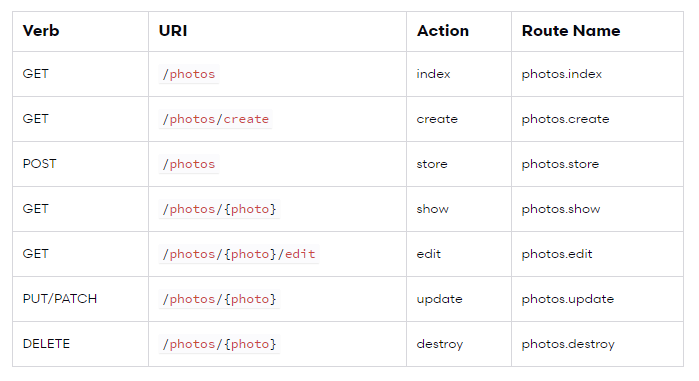 Verb URI Action Route Name
GET /photos index photos.index
GET /photos/create create photos.create
POST /photos store photos.store
GET /photos/{photo} show photos.show
GET /photos/{photo}/edit edit photos.edit
PUT/PATCH /photos/{photo} update photos.update
DELETE /photos/{photo} destroy photos.destroy